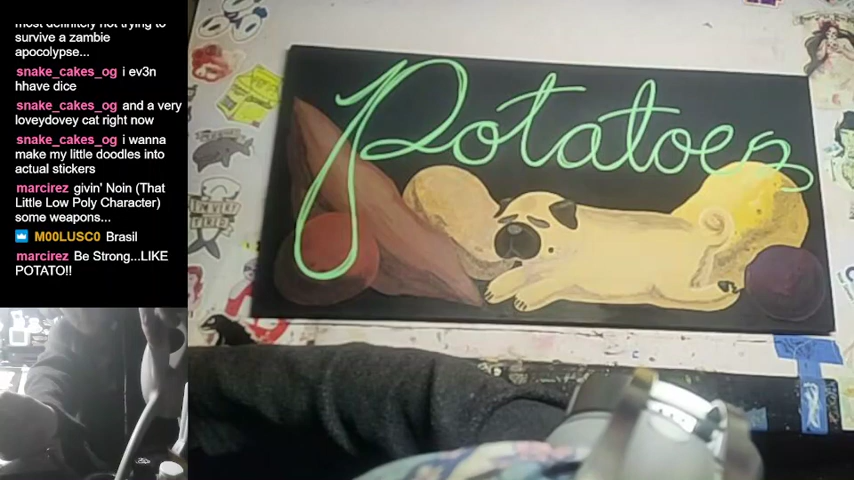 most definitely not trying to
survive a zambie
apocolypse...
snake_cakes_og i ev3n
hhave dice
snake_cakes_og and a very
loveydovey cat right now
snake_cakes_og i wanna
make my little doodles into
actual stickers
marcirez givin' Noin (That
Little Low Poly Character)
some weapons...
M00LUSC0 Brasil
marcirez Be Strong...LIKE
POTATO!!
Potatoes